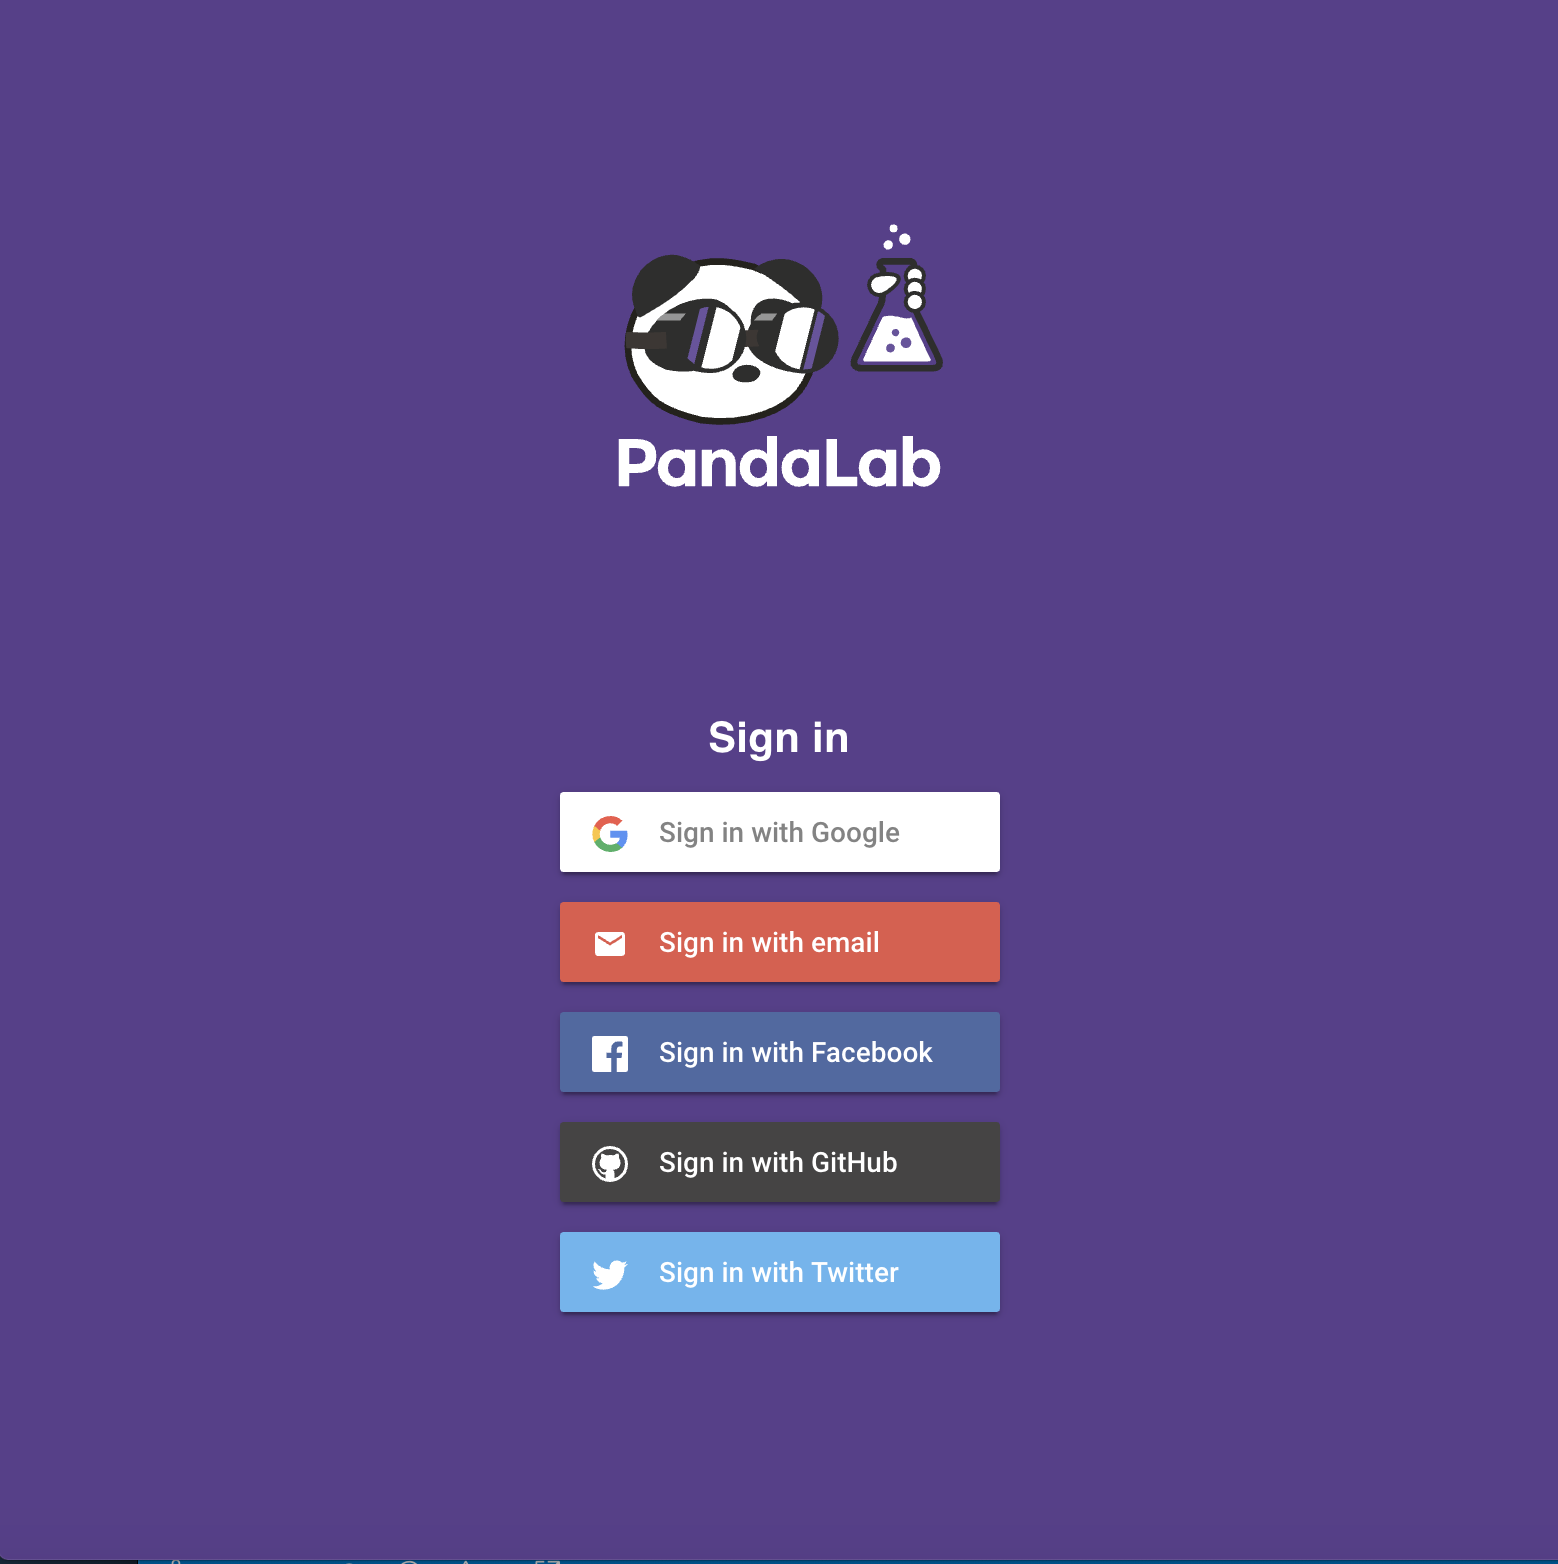 PandaLab
Sign in
Sign in with Google
Sign in with email
Sign in with Facebook
Sign in with GitHub
Sign in with Twitter